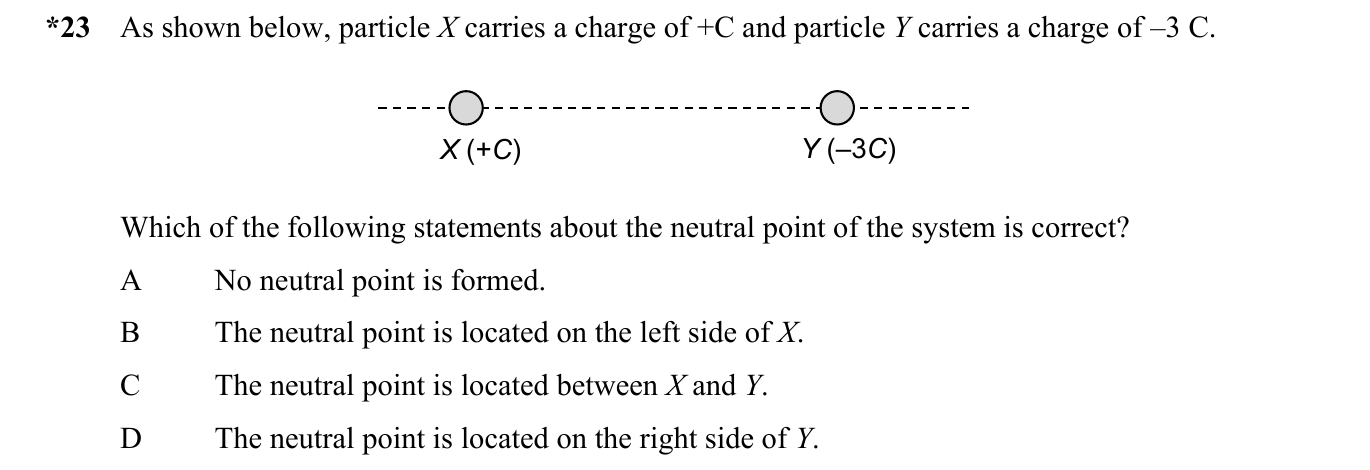 *23 As shown below, particle X carries a charge of +C and particle Y carries a charge of –3 C.
X (+C) Y (–3C)
Which of the following statements about the neutral point of the system is correct?
A No neutral point is formed.
B The neutral point is located on the left side of X.
C The neutral point is located between X and Y.
D The neutral point is located on the right side of Y.